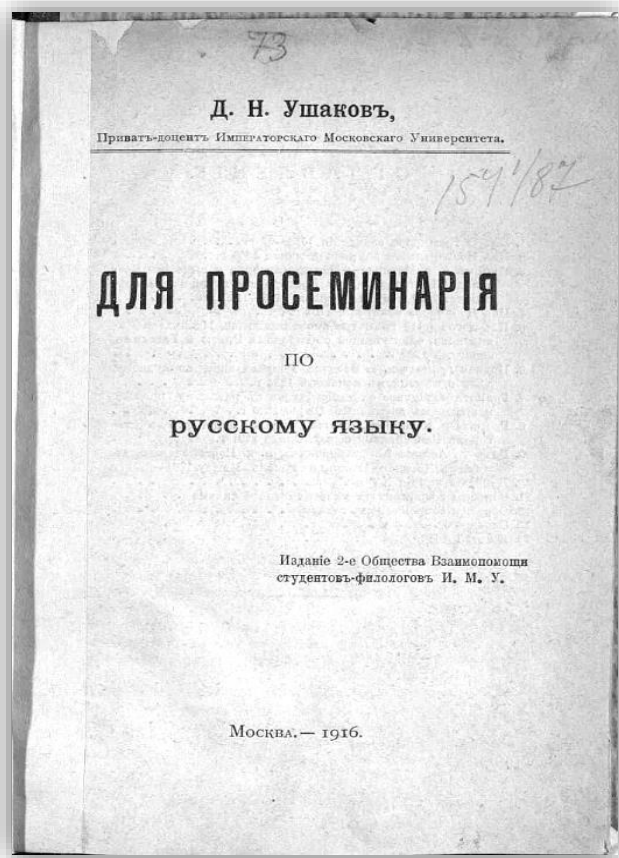 73
Д. Н. Ушаковъ,
Приватъ-доцентъ Императорскаго Московскаго Университета.
154 1/87
ДЛЯ ПРОСЕМИНАРІЯ
ПО
русскому языку.
Изданіе 2-е Общества Взаимопомощи
студентовъ-филологовъ И. М. У.
Москва.— 1916.